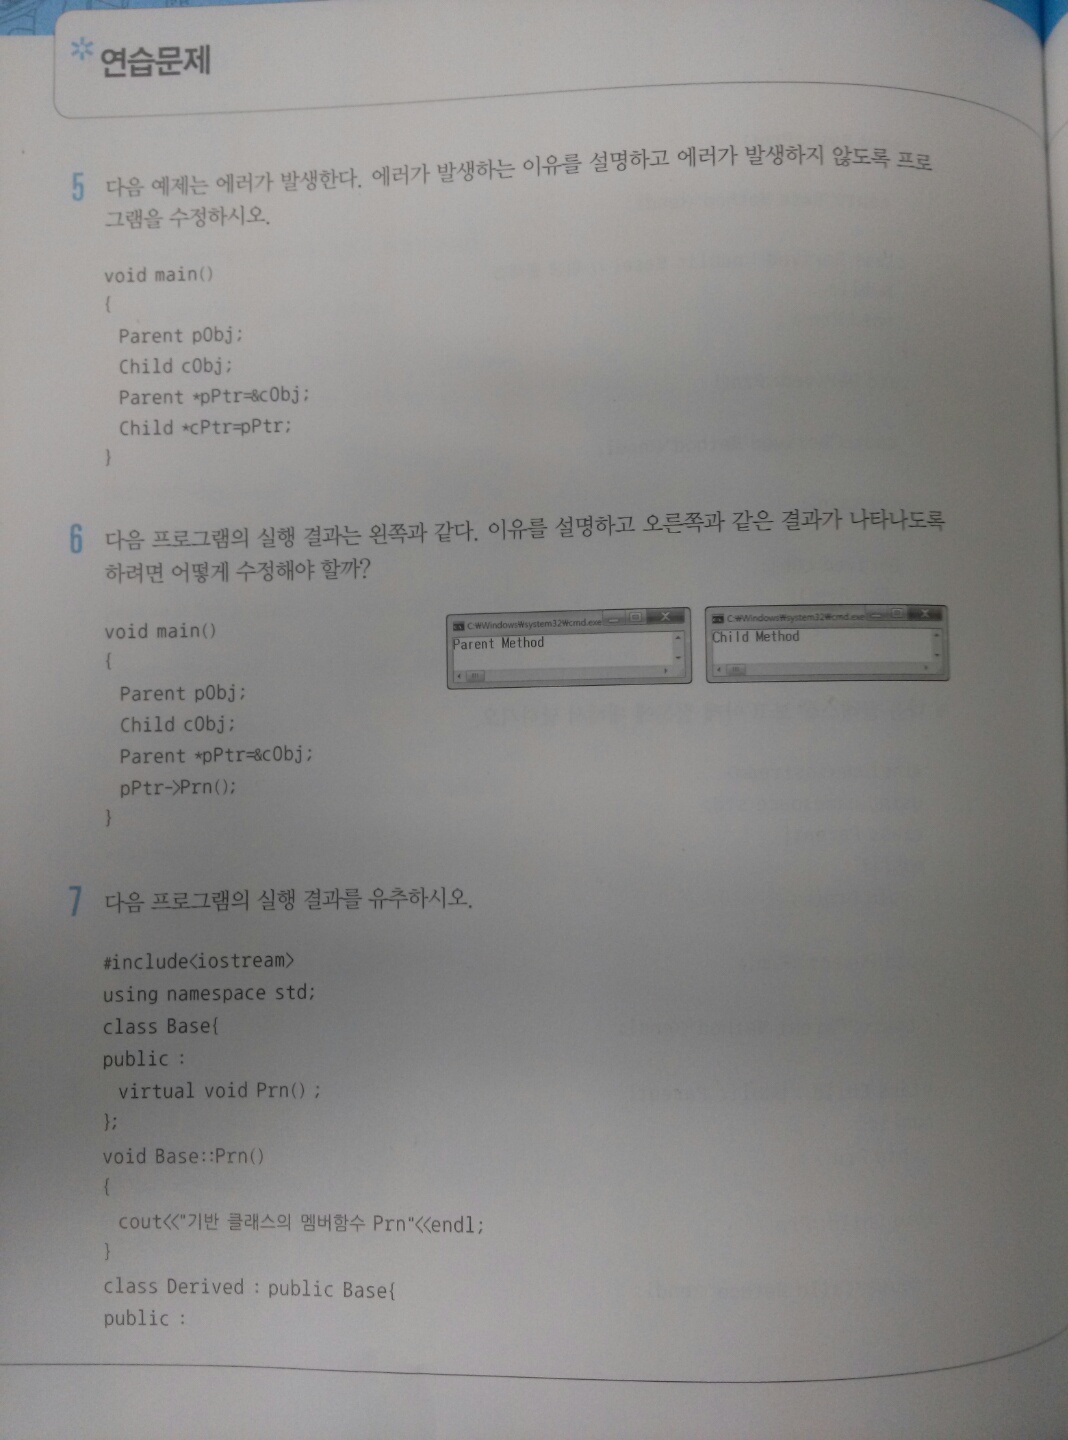 연습문제
5 다음 예제는 에러가 발생한다. 에러가 발생하는 이유를 설명하고 에러가 발생하지 않도록 프로
그램을 수정하시오.
void main()
{
Parent pObj;
Child cObj;
Parent *pPtr=&cObj;
Child *cPtr=pPtr;
}
6 다음 프로그램의 실행 결과는 왼쪽과 같다. 이유를 설명하고 오른쪽과 같은 결과가 나타나도록
하려면 어떻게 수정해야 할까?
void main()
{
Parent pObj;
Child cObj;
Parent *pPtr=&cObj;
pPtr->Prn();
}
C:₩Windows₩system32₩cmd.exe
Parent Method
C:₩Windows₩system32₩cmd.exe
Child Method
7 다음 프로그램의 실행 결과를 유추하시오.
#include<iostream>
using namespace std;
class Base{
public :
virtual void Prn() ;
};
void Base::Prn()
{
cout<<"기반 클래스의 멤버함수 Prn"<<endl;
}
class Derived : public Base{
public :